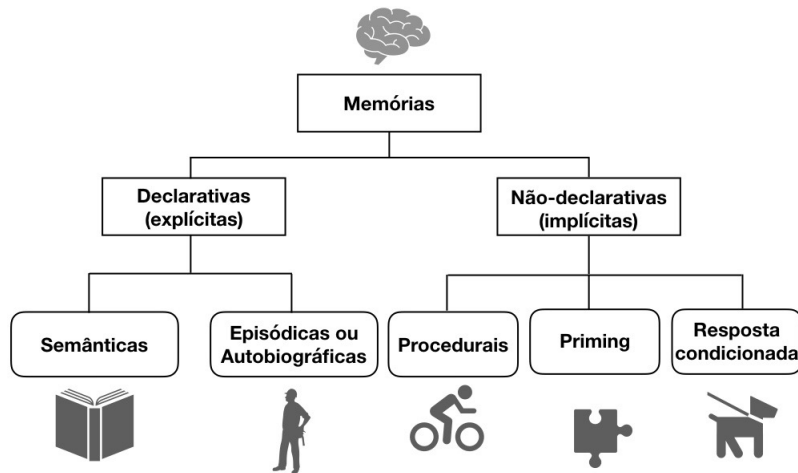 Memórias
Declarativas
(explícitas)
Não-declarativas
(implícitas)
Semânticas
Episódicas ou
Autobiográficas
Procedurais
Priming
Resposta
condicionada